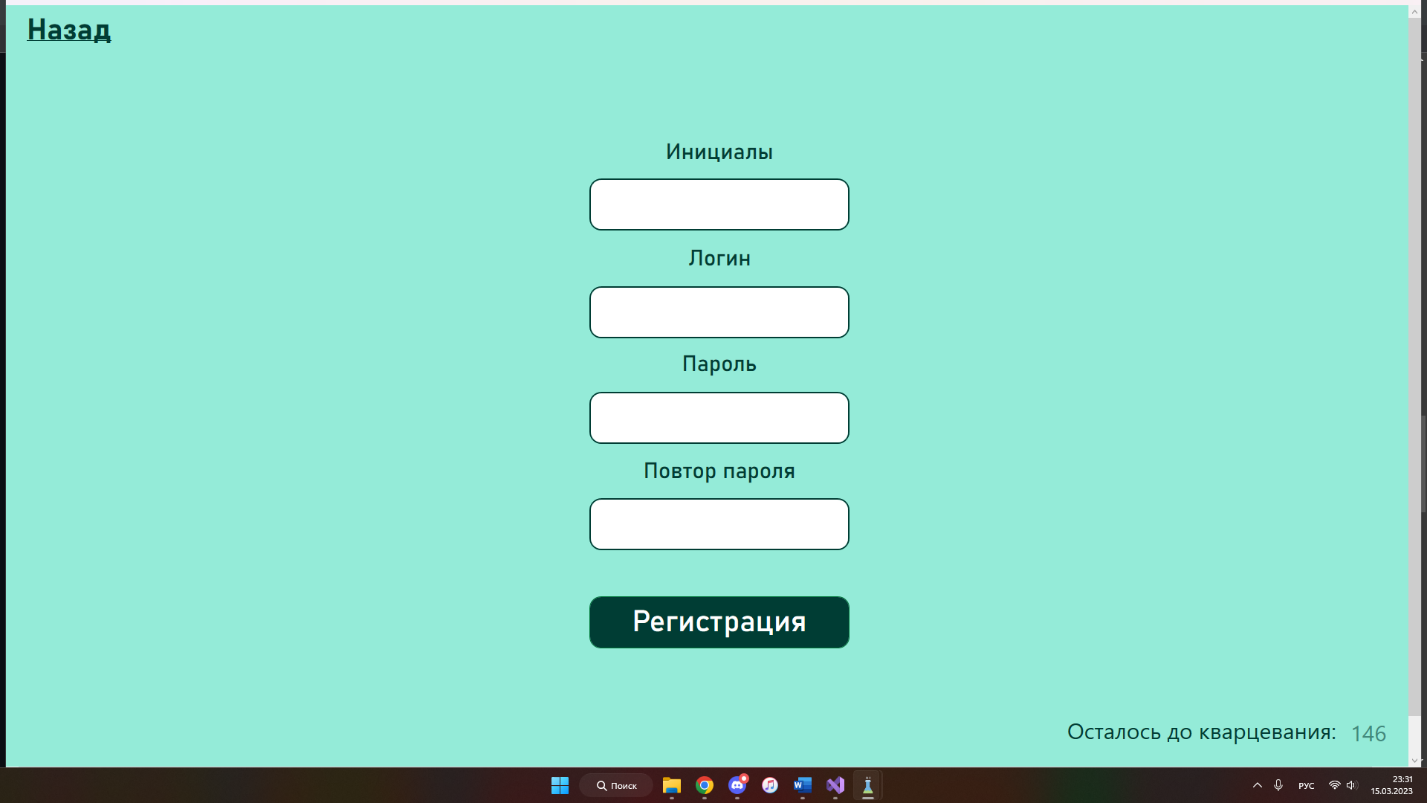 Назад
Инициалы
Логин
Пароль
Повтор пароля
Регистрация
Осталось до кварцевания: 146
Поиск
РУС
23:31
15.03.2023